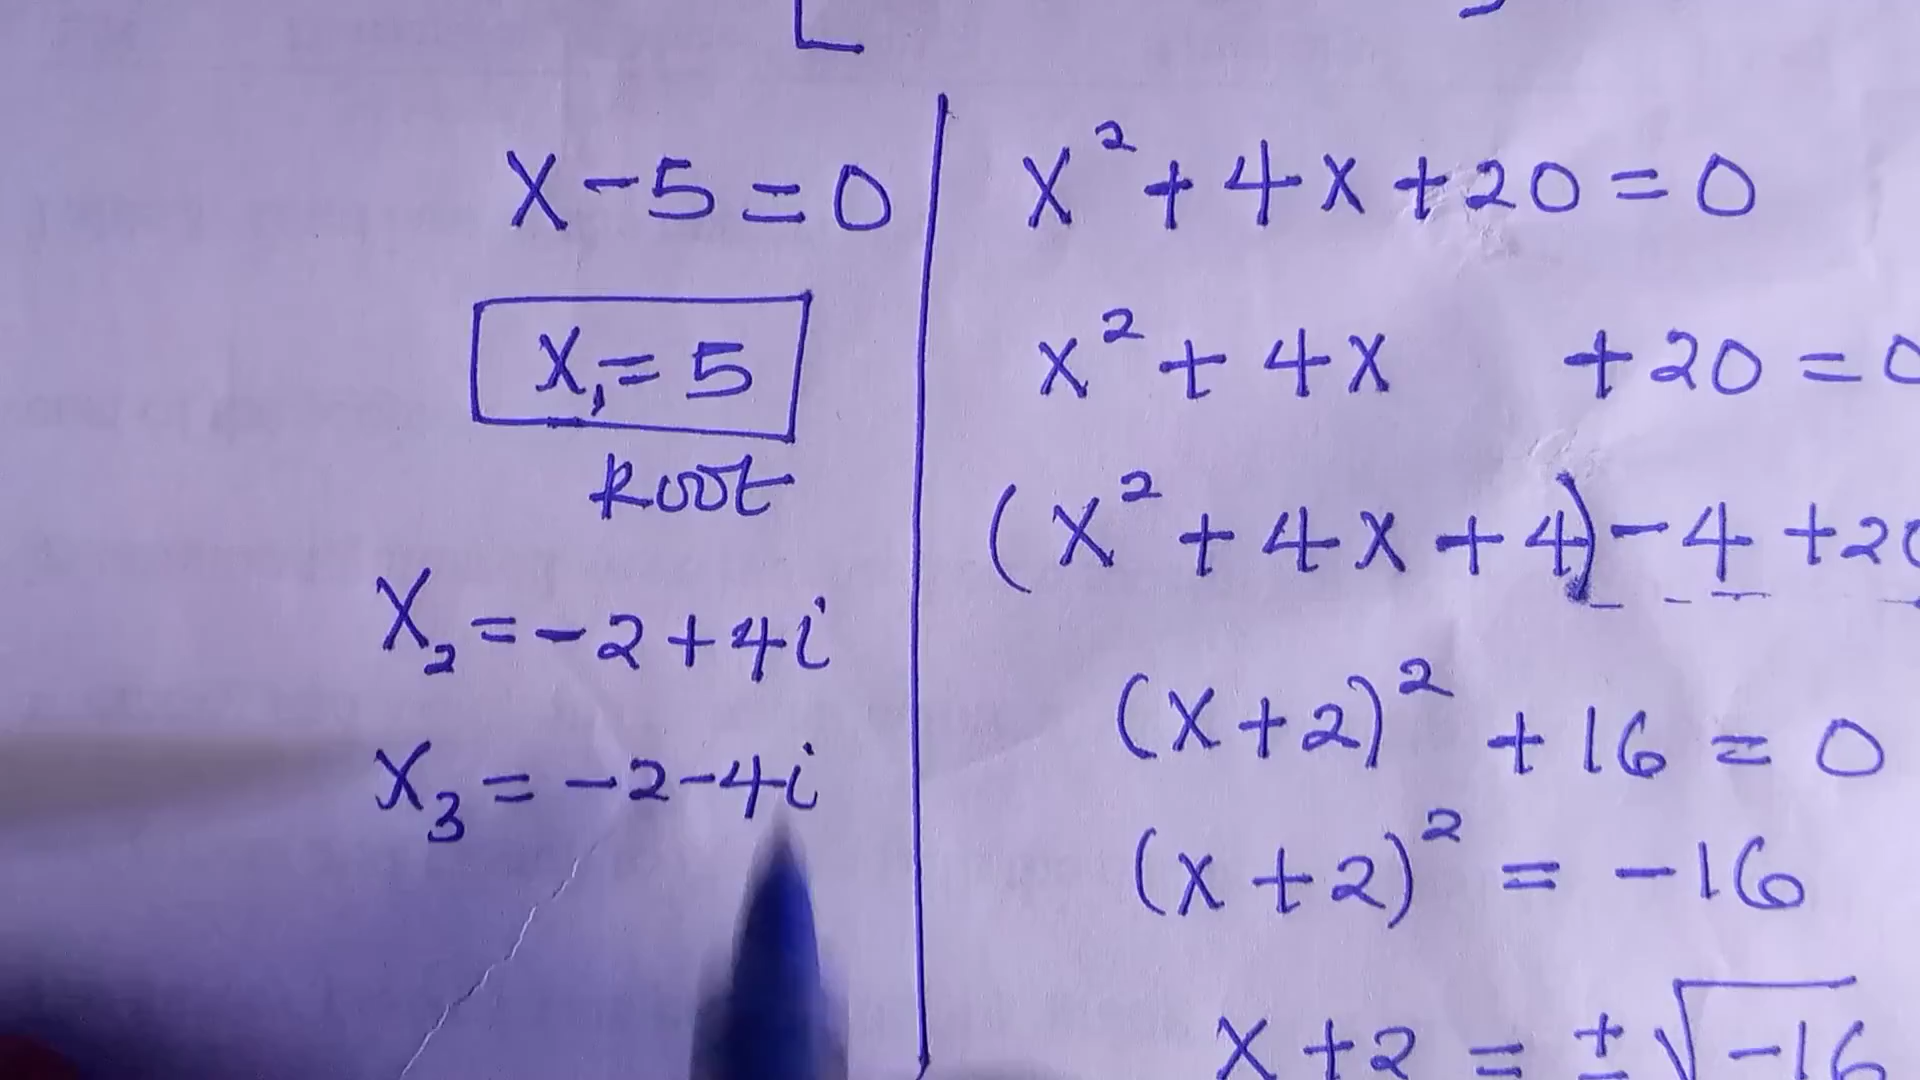 x - 5 = 0
x₁ = 5
Root
x₂ = -2 + 4i
x₃ = -2 - 4i
x² + 4x + 20 = 0
x² + 4x + 20 = 0
(x² + 4x + 4) - 4 + 20
(x + 2)² + 16 = 0
(x + 2)² = -16
x + 2 = ± √-16